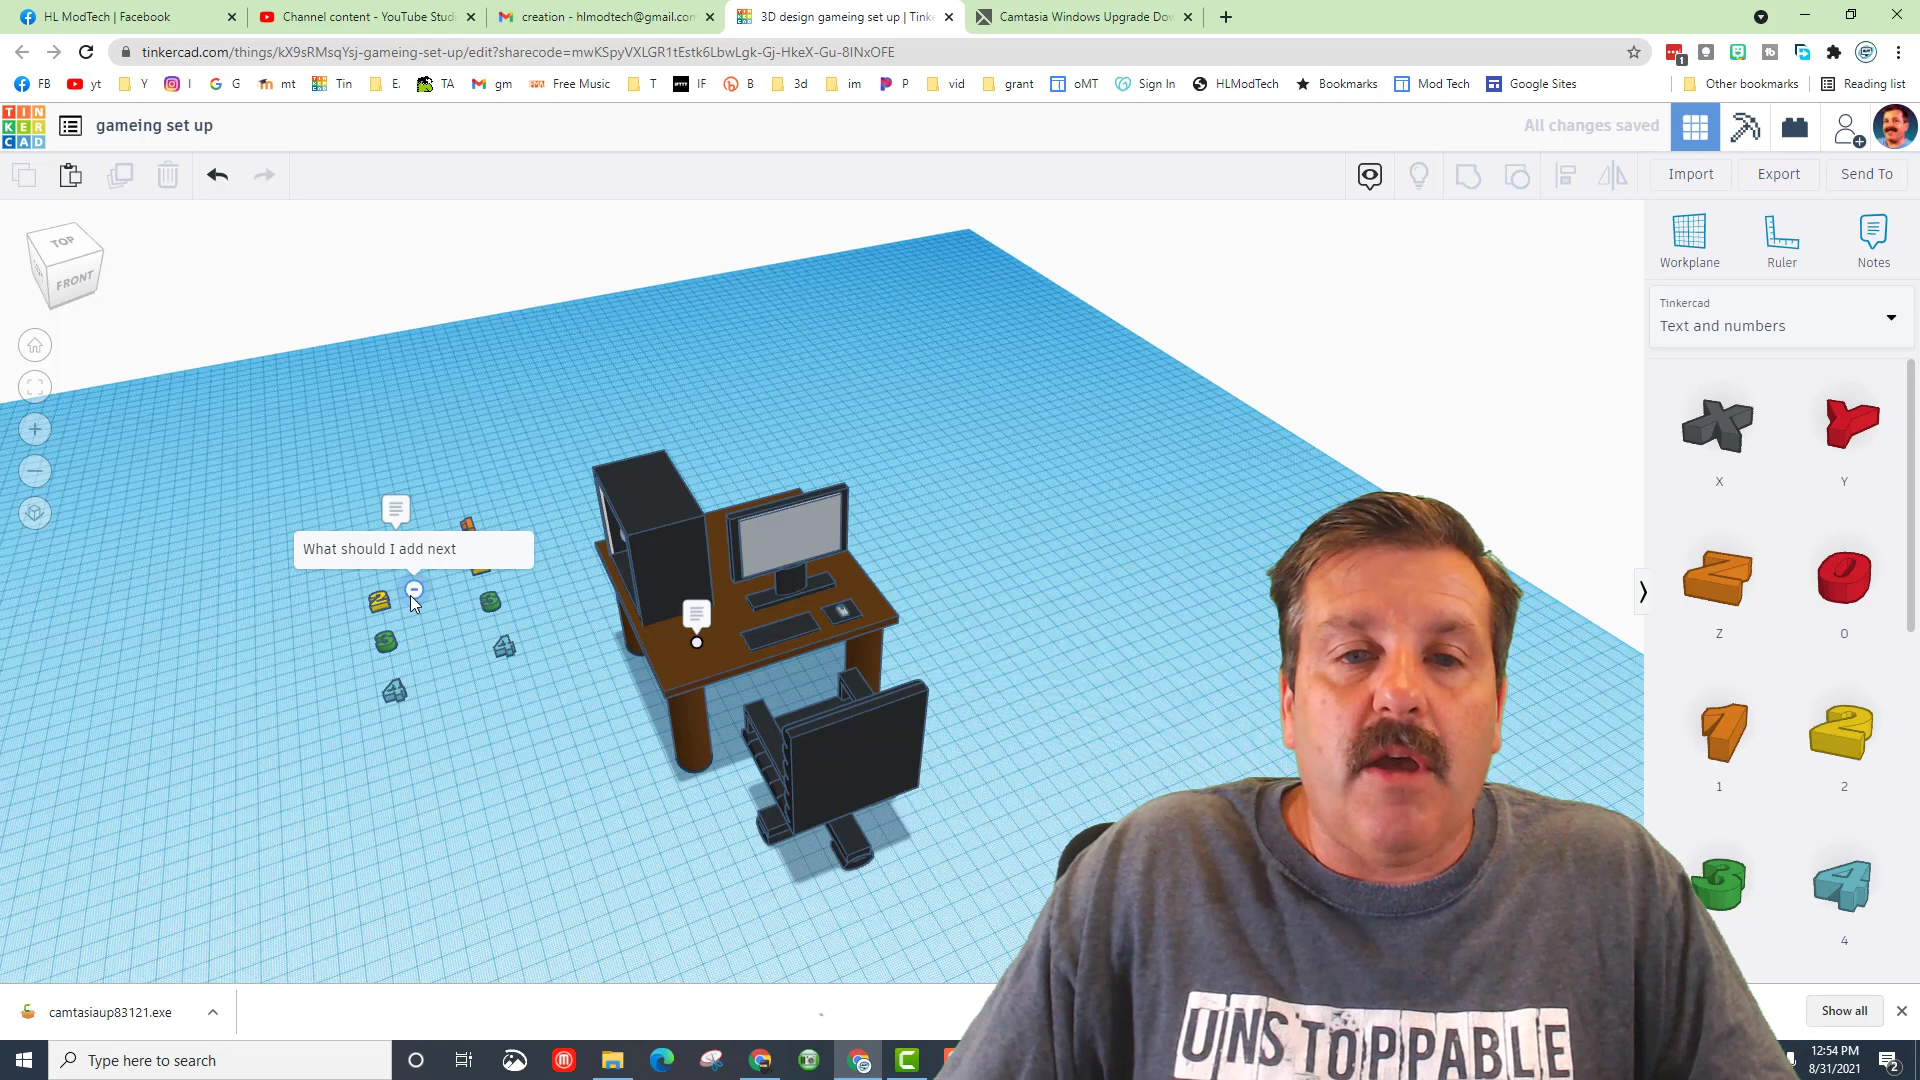 HL ModTech | Facebook
Channel content - YouTube Studi
creation - hlmodtech@gmail.com
3D design gameing set up | Tink
Camtasia Windows Upgrade Dow
tinkercad.com/things/kX9sRMsqYsj-gameing-set-up/edit?sharecode=mwKSpyVXLGR1tEstk6LbwLgk-Gj-HkeX-Gu-8INxOFE
1
FB yt Y I G mt Tin E. TA gm Free Music T IF B 3d im P vid grant oMT Sign In HLModTech Bookmarks Mod Tech Google Sites Other bookmarks Reading list
TIN
KER
CAD
gameing set up
All changes saved
Import Export Send To
TOP
FRONT
Workplane Ruler Notes
Tinkercad
Text and numbers
What should I add next
X Y
Z 0
1 2
4
UNSTOPPABLE
camtasiaup83121.exe
Show all
Type here to search
12:54 PM
8/31/2021
2